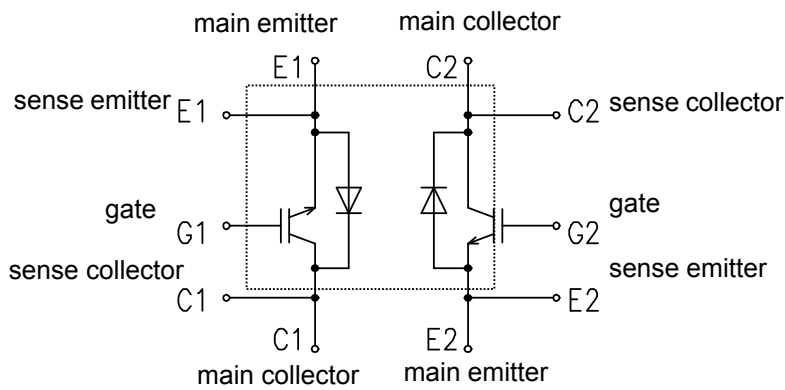 main emitter
main collector
E1
C2
sense emitter
E1
C2
sense collector
gate
G1
gate
G2
sense collector
C1
sense emitter
E2
C1
E2
main collector
main emitter